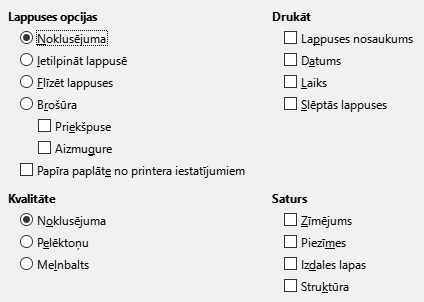 Lappuses opcijas
Noklusējuma
Ietilpināt lappusē
Flīzēt lappuses
Brošūra
Priekšpuse
Aizmugure
Papīra paplāte no printera iestatījumiem
Drukāt
Lappuses nosaukums
Datums
Laiks
Slēptās lappuses
Kvalitāte
Noklusējuma
Pelēktoņu
Melnbalts
Saturs
Zīmējums
Piezīmes
Izdales lapas
Struktūra